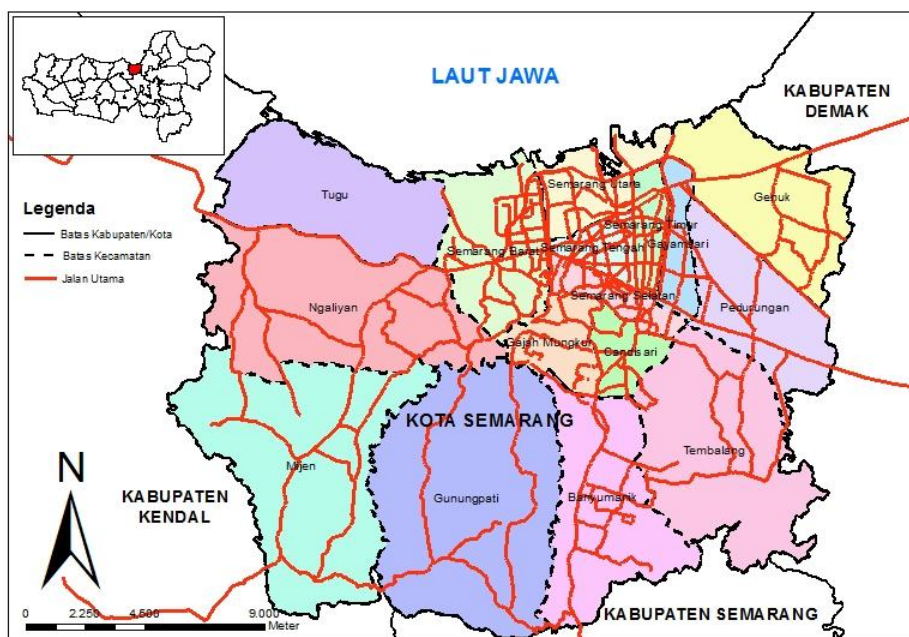 LAUT JAWA
KABUPATEN
DEMAK
Tugu
Semarang Utara
Genuk
Legenda
Batas Kabupaten/Kota
Batas Kecamatan
Jalan Utama
Semarang Timur
Semarang Barat
Semarang Tengah
Gayamsari
Ngaliyan
Semarang Selatan
Pedurungan
Gajah Mungkur
Candisari
KOTA SEMARANG
N
Mijen
Tembalang
KABUPATEN
KENDAL
Gunungpati
Banyumanik
0 2.250 4.500 9.000
Meter
KABUPATEN SEMARANG